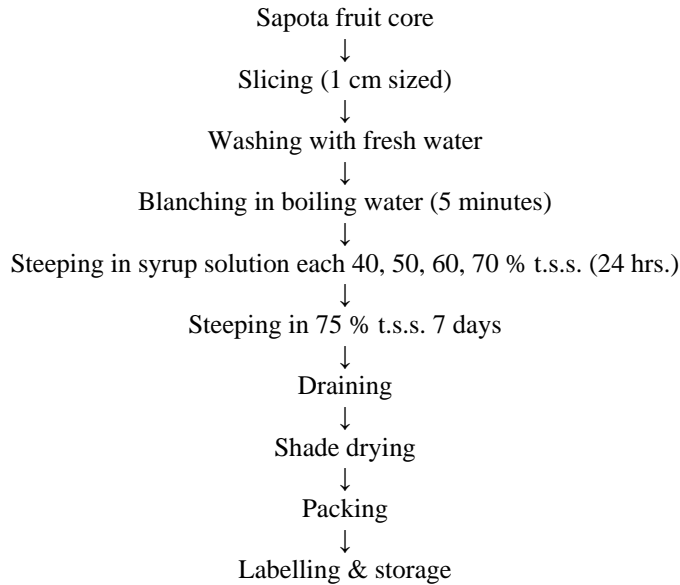 Sapota fruit core
↓
Slicing (1 cm sized)
↓
Washing with fresh water
↓
Blanching in boiling water (5 minutes)
↓
Steeping in syrup solution each 40, 50, 60, 70 % t.s.s. (24 hrs.)
↓
Steeping in 75 % t.s.s. 7 days
↓
Draining
↓
Shade drying
↓
Packing
↓
Labelling & storage